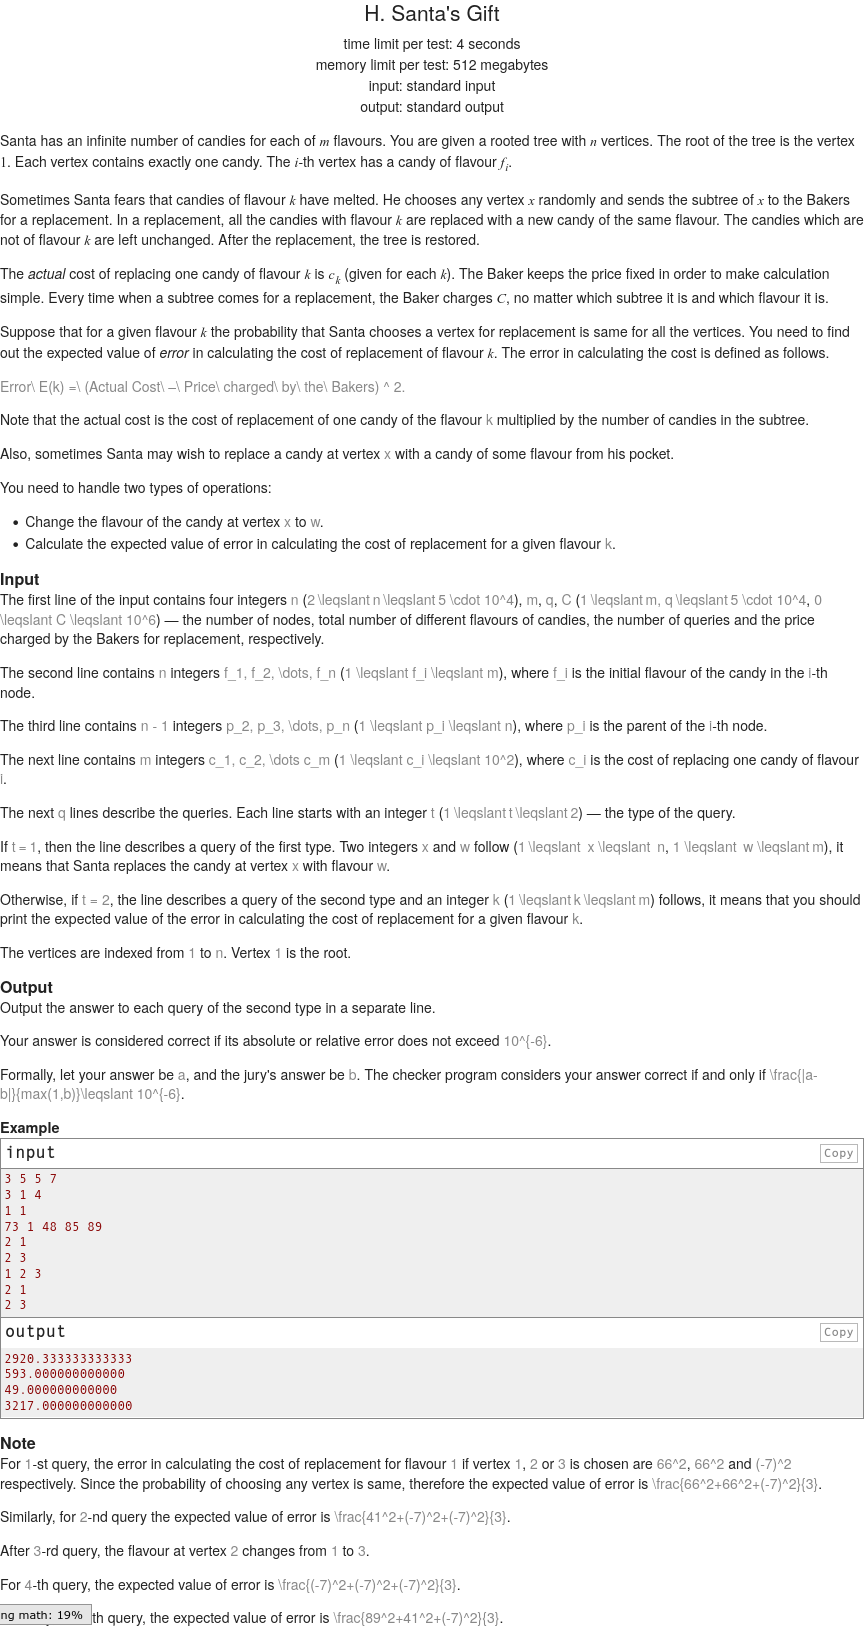 H. Santa's Gift
time limit per test: 4 seconds
memory limit per test: 512 megabytes
input: standard input
output: standard output
Santa has an infinite number of candies for each of m flavours. You are given a rooted tree with n vertices. The root of the tree is the vertex
1. Each vertex contains exactly one candy. The i-th vertex has a candy of flavour f_i.
Sometimes Santa fears that candies of flavour k have melted. He chooses any vertex x randomly and sends the subtree of x to the Bakers
for a replacement. In a replacement, all the candies with flavour k are replaced with a new candy of the same flavour. The candies which are
not of flavour k are left unchanged. After the replacement, the tree is restored.
The actual cost of replacing one candy of flavour k is c_k (given for each k). The Baker keeps the price fixed in order to make calculation
simple. Every time when a subtree comes for a replacement, the Baker charges C, no matter which subtree it is and which flavour it is.
Suppose that for a given flavour k the probability that Santa chooses a vertex for replacement is same for all the vertices. You need to find
out the expected value of error in calculating the cost of replacement of flavour k. The error in calculating the cost is defined as follows.
Error\ E(k) =\ (Actual Cost\ –\ Price\ charged\ by\ the\ Bakers) ^ 2.
Note that the actual cost is the cost of replacement of one candy of the flavour k multiplied by the number of candies in the subtree.
Also, sometimes Santa may wish to replace a candy at vertex x with a candy of some flavour from his pocket.
You need to handle two types of operations:
• Change the flavour of the candy at vertex x to w.
• Calculate the expected value of error in calculating the cost of replacement for a given flavour k.
Input
The first line of the input contains four integers n (2 \leqslant n \leqslant 5 \cdot 10^4), m, q, C (1 \leqslant m, q \leqslant 5 \cdot 10^4, 0
\leqslant C \leqslant 10^6) — the number of nodes, total number of different flavours of candies, the number of queries and the price
charged by the Bakers for replacement, respectively.
The second line contains n integers f_1, f_2, \dots, f_n (1 \leqslant f_i \leqslant m), where f_i is the initial flavour of the candy in the i-th
node.
The third line contains n - 1 integers p_2, p_3, \dots, p_n (1 \leqslant p_i \leqslant n), where p_i is the parent of the i-th node.
The next line contains m integers c_1, c_2, \dots c_m (1 \leqslant c_i \leqslant 10^2), where c_i is the cost of replacing one candy of flavour
i.
The next q lines describe the queries. Each line starts with an integer t (1 \leqslant t \leqslant 2) — the type of the query.
If t = 1, then the line describes a query of the first type. Two integers x and w follow (1 \leqslant x \leqslant n, 1 \leqslant w \leqslant m), it
means that Santa replaces the candy at vertex x with flavour w.
Otherwise, if t = 2, the line describes a query of the second type and an integer k (1 \leqslant k \leqslant m) follows, it means that you should
print the expected value of the error in calculating the cost of replacement for a given flavour k.
The vertices are indexed from 1 to n. Vertex 1 is the root.
Output
Output the answer to each query of the second type in a separate line.
Your answer is considered correct if its absolute or relative error does not exceed 10^{-6}.
Formally, let your answer be a, and the jury's answer be b. The checker program considers your answer correct if and only if \frac{|a-
b|}{max(1,b)}\leqslant 10^{-6}.
Example
input Copy
3 5 5 7
3 1 4
1 1
73 1 48 85 89
2 1
2 3
1 2 3
2 1
2 3
output Copy
2920.333333333333
593.000000000000
49.000000000000
3217.000000000000
Note
For 1-st query, the error in calculating the cost of replacement for flavour 1 if vertex 1, 2 or 3 is chosen are 66^2, 66^2 and (-7)^2
respectively. Since the probability of choosing any vertex is same, therefore the expected value of error is \frac{66^2+66^2+(-7)^2}{3}.
Similarly, for 2-nd query the expected value of error is \frac{41^2+(-7)^2+(-7)^2}{3}.
After 3-rd query, the flavour at vertex 2 changes from 1 to 3.
For 4-th query, the expected value of error is \frac{(-7)^2+(-7)^2+(-7)^2}{3}.
ng math: 19% th query, the expected value of error is \frac{89^2+41^2+(-7)^2}{3}.